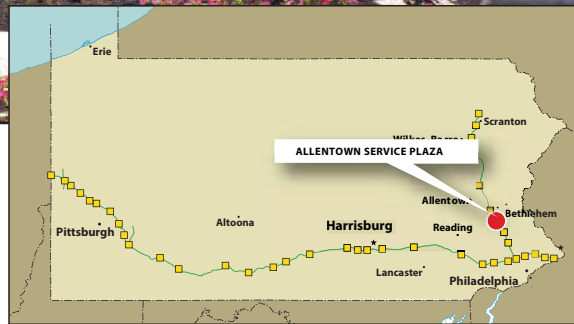 Erie
Scranton
Wilkes-Barre
ALLENTOWN SERVICE PLAZA
Allentown
Bethlehem
Altoona
Harrisburg
Reading
Pittsburgh
Lancaster
Philadelphia